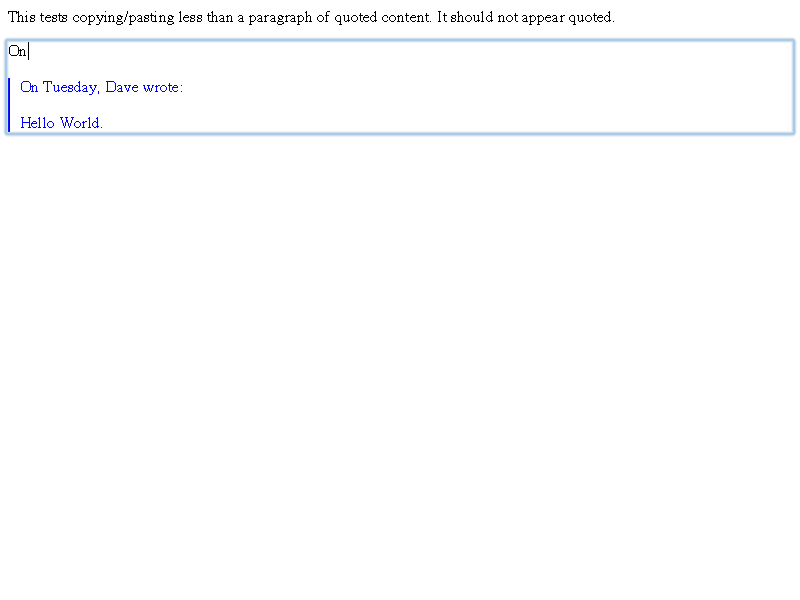 This tests copying/pasting less than a paragraph of quoted content. It should not appear quoted.
On
On Tuesday, Dave wrote:
Hello World.